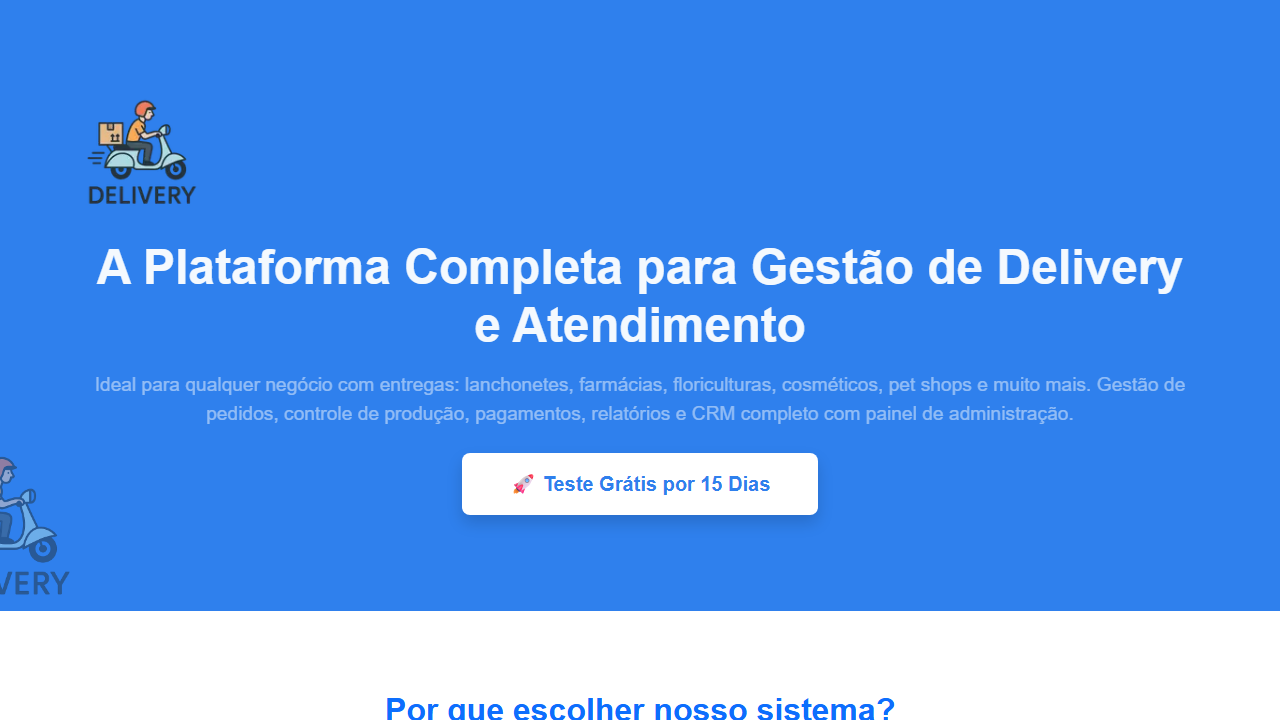 DELIVERY
A Plataforma Completa para Gestão de Delivery
e Atendimento
Ideal para qualquer negócio com entregas: lanchonetes, farmácias, floriculturas, cosméticos, pet shops e muito mais. Gestão de
pedidos, controle de produção, pagamentos, relatórios e CRM completo com painel de administração.
🚀 Teste Grátis por 15 Dias
VERY
Por que escolher nosso sistema?